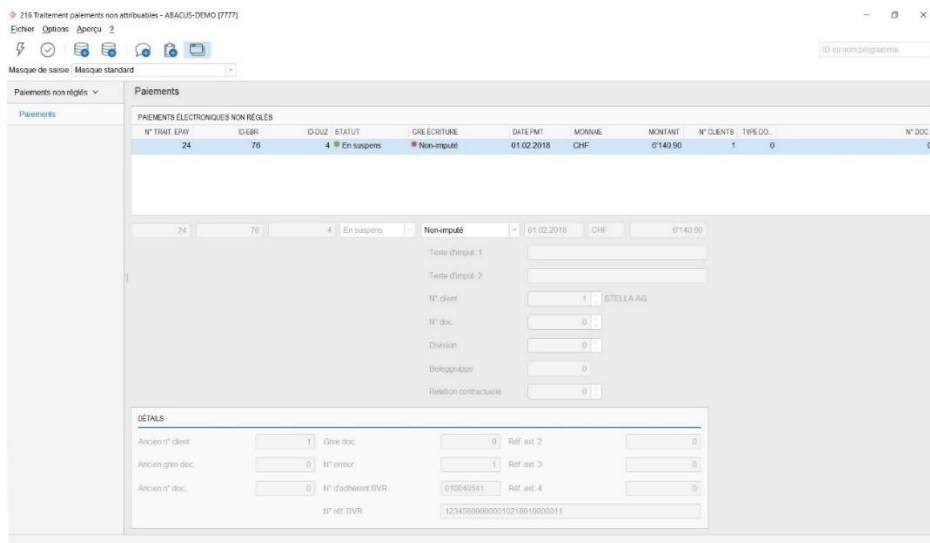 216 Traitement paiements non attribuables - ABACUS-DEMO [7777]
Eichier Options Aperçu ?
ID ou nom programme
Masque de saisie Masque standard
Paiements non réglés Paiements
Paiements
PAIEMENTS ÉLECTRONIQUES NON RÉGLÉS
N° TRAIT. EPAY ID-EBR ID-DUZ STATUT GRE ÉCRITURE DATE PMT MONNAIE MONTANT N° CLIENTS TYPE DO... N° DOC
24 76 4 En suspens Non-imputé 01.02.2018 CHF 6'140.90 1 0 0
24 76 4 En suspens Non-imputé 01.02.2018 CHF 6'140.90
Texte d'imput. 1
Texte d'imput. 2
N° client 1 STELLA AG
N° doc. 0
Division 0
Beleggruppe 0
Relation contractuelle 0
DÉTAILS
Ancien n° client 1 Gnre doc. 0 Réf. ext. 2 0
Ancien gnre doc. 0 N° erreur 1 Réf. ext. 3 0
Ancien n° doc. 0 N° d'adhérent BVR 010040541 Réf. ext. 4 0
N° réf. BVR